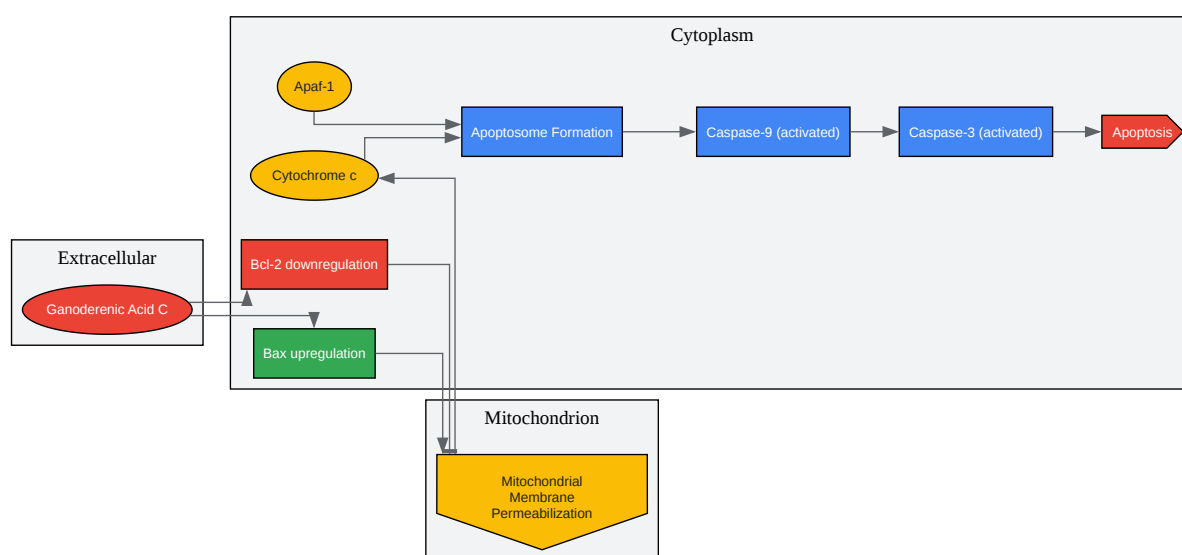 Cytoplasm
Apaf-1
Apoptosome Formation
Caspase-9 (activated)
Caspase-3 (activated)
Apoptosis
Cytochrome c
Extracellular
Bcl-2 downregulation
Ganoderenic Acid C
Bax upregulation
Mitochondrion
Mitochondrial
Membrane
Permeabilization